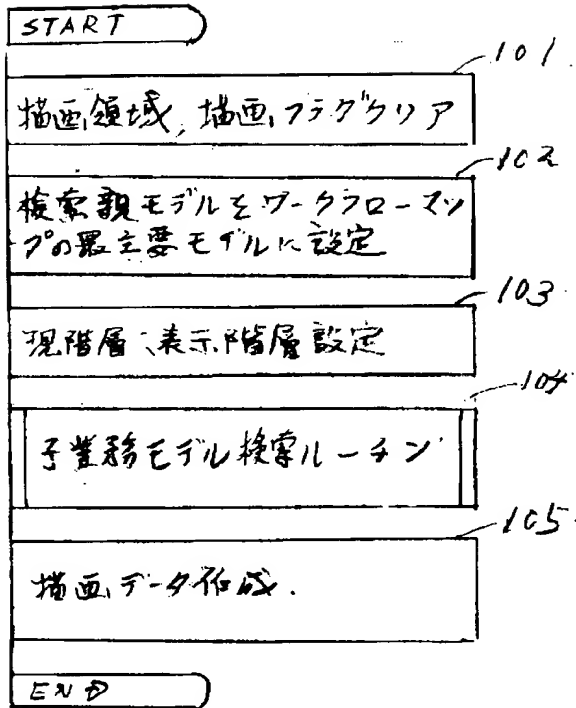 START
101
描画領域, 描画フラグクリア
102
検索親モデルをワークフローマッ
プの最主要モデルに設定
103
現階層、表示階層設定
104
子業務モデル検索ルーチン
105
描画データ作成.
END